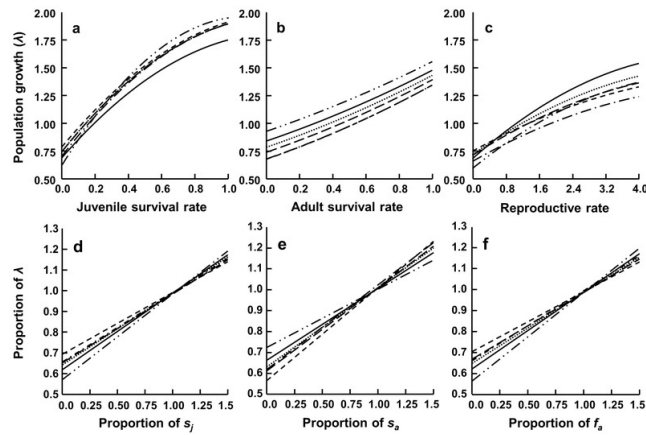 Population growth (λ)
2.00
1.75
1.50
1.25
1.00
0.75
0.50
a
0.0 0.2 0.4 0.6 0.8 1.0
Juvenile survival rate
2.00
1.75
1.50
1.25
1.00
0.75
0.50
b
0.0 0.2 0.4 0.6 0.8 1.0
Adult survival rate
2.00
1.75
1.50
1.25
1.00
0.75
0.50
c
0.0 0.8 1.6 2.4 3.2 4.0
Reproductive rate
Proportion of λ
1.3
1.2
1.1
1.0
0.9
0.8
0.7
0.6
0.5
d
0.0 0.25 0.50 0.75 1.00 1.25 1.5
Proportion of sj
1.3
1.2
1.1
1.0
0.9
0.8
0.7
0.6
0.5
e
0.0 0.25 0.50 0.75 1.00 1.25 1.5
Proportion of sa
1.3
1.2
1.1
1.0
0.9
0.8
0.7
0.6
0.5
f
0.0 0.25 0.50 0.75 1.00 1.25 1.5
Proportion of fa